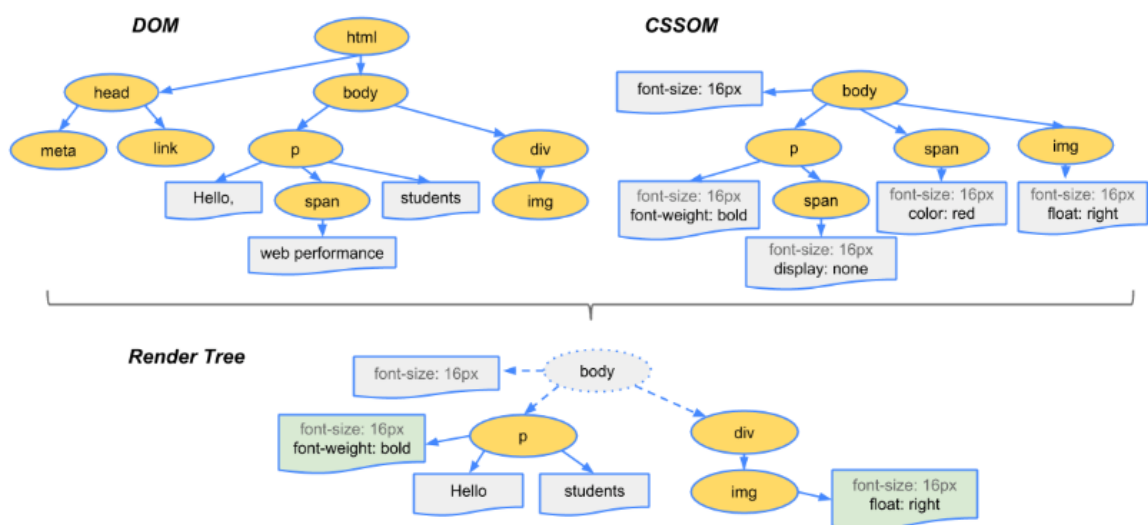 DOM
html
head
body
meta
link
p
div
Hello,
span
students
img
web performance
CSSOM
font-size: 16px
body
p
span
img
font-size: 16px
font-weight: bold
span
font-size: 16px
color: red
font-size: 16px
float: right
font-size: 16px
display: none
Render Tree
font-size: 16px
body
font-size: 16px
font-weight: bold
p
div
Hello
students
img
font-size: 16px
float: right